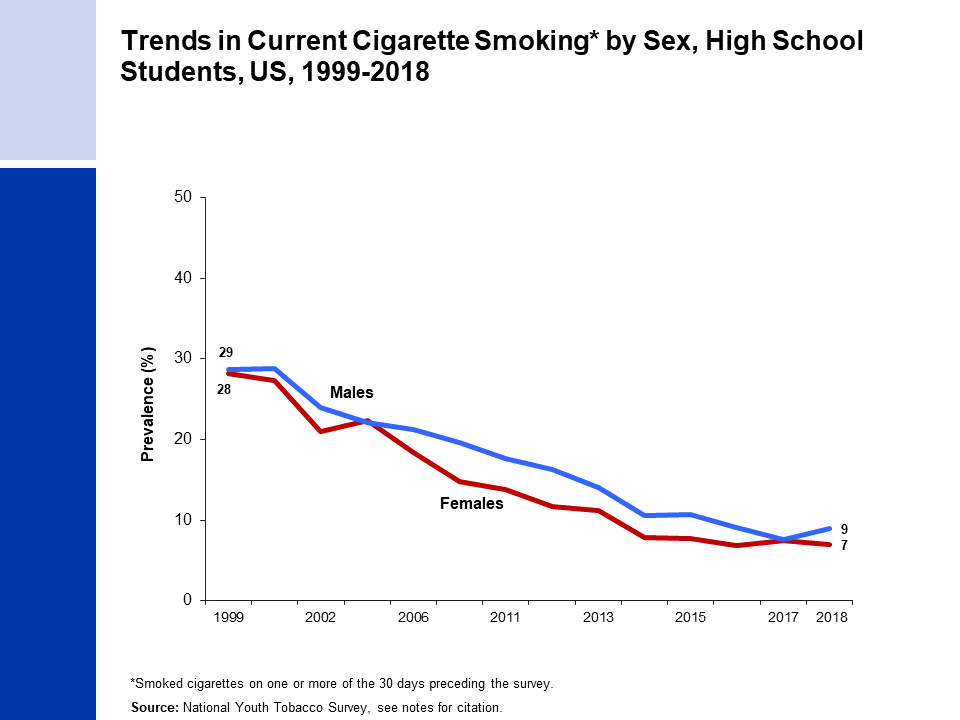 Trends in Current Cigarette Smoking* by Sex, High School
Students, US, 1999-2018
Prevalence (%)
50
40
30
20
10
0
29
28
Males
Females
9
7
1999 2002 2006 2011 2013 2015 2017 2018
*Smoked cigarettes on one or more of the 30 days preceding the survey.
Source: National Youth Tobacco Survey, see notes for citation.